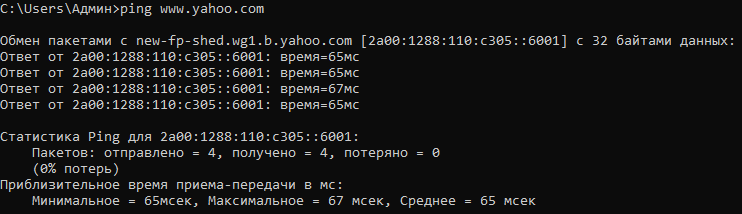 C:\Users\Админ>ping www.yahoo.com
Обмен пакетами с new-fp-shed.wg1.b.yahoo.com [2a00:1288:110:c305::6001] с 32 байтами данных:
Ответ от 2a00:1288:110:c305::6001: время=65мс
Ответ от 2a00:1288:110:c305::6001: время=65мс
Ответ от 2a00:1288:110:c305::6001: время=67мс
Ответ от 2a00:1288:110:c305::6001: время=65мс
Статистика Ping для 2a00:1288:110:c305::6001:
Пакетов: отправлено = 4, получено = 4, потеряно = 0
(0% потерь)
Приблизительное время приема-передачи в мс:
Минимальное = 65мсек, Максимальное = 67 мсек, Среднее = 65 мсек